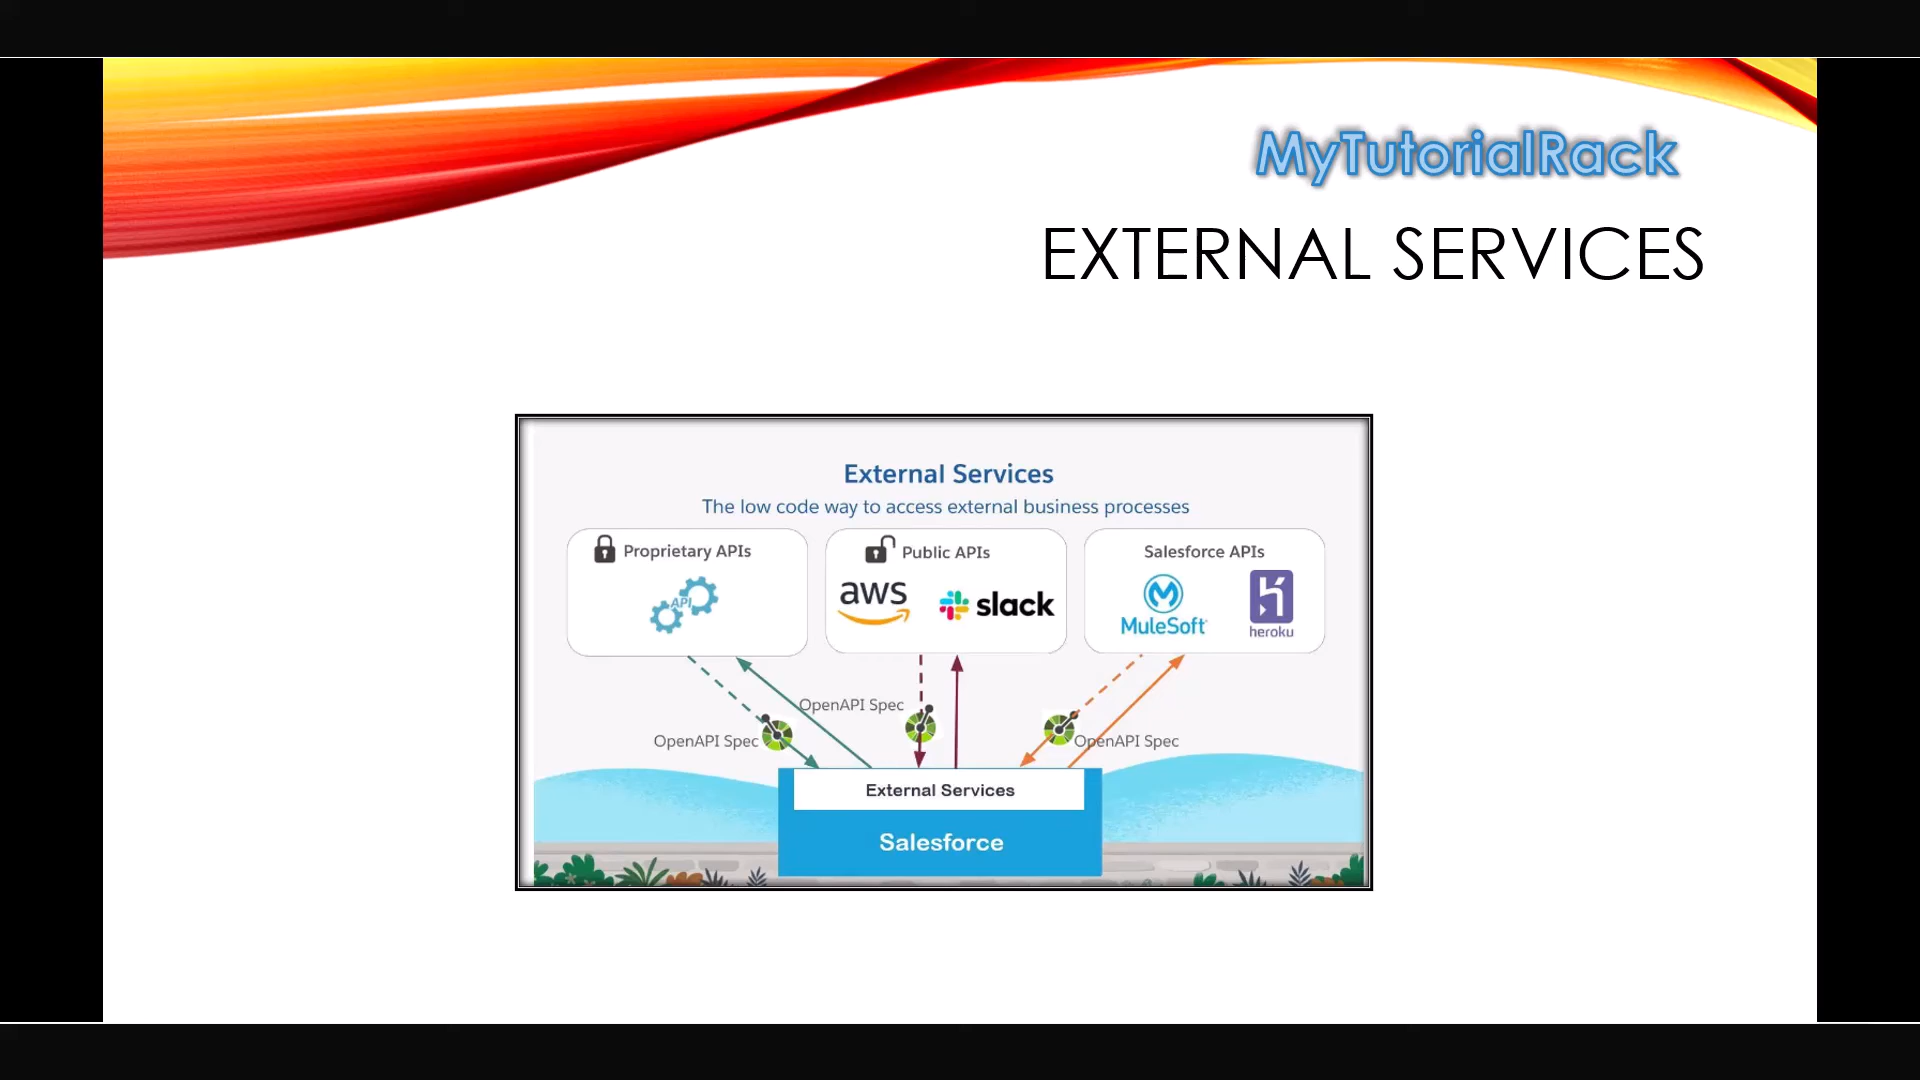 MyTutorialRack
EXTERNAL SERVICES
External Services
The low code way to access external business processes
Proprietary APIs
API
Public APIs
aws
slack
Salesforce APIs
MuleSoft
heroku
OpenAPI Spec
OpenAPI Spec
OpenAPI Spec
External Services
Salesforce